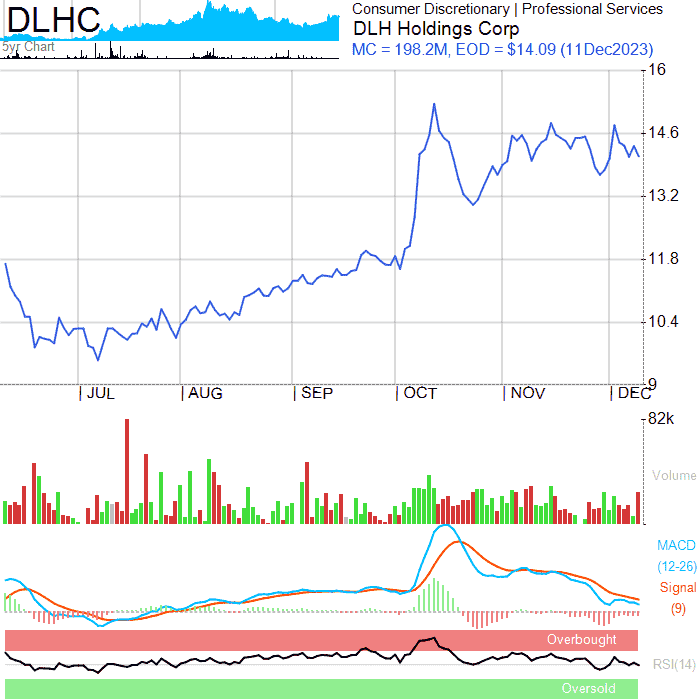 DLHC
5yr Chart
Consumer Discretionary | Professional Services
DLH Holdings Corp
MC = 198.2M, EOD = $14.09 (11Dec2023)
16
14.6
13.2
11.8
10.4
9
JUL
AUG
SEP
OCT
NOV
DEC
82k
Volume
MACD
(12-26)
Signal
(9)
Overbought
RSI(14)
Oversold